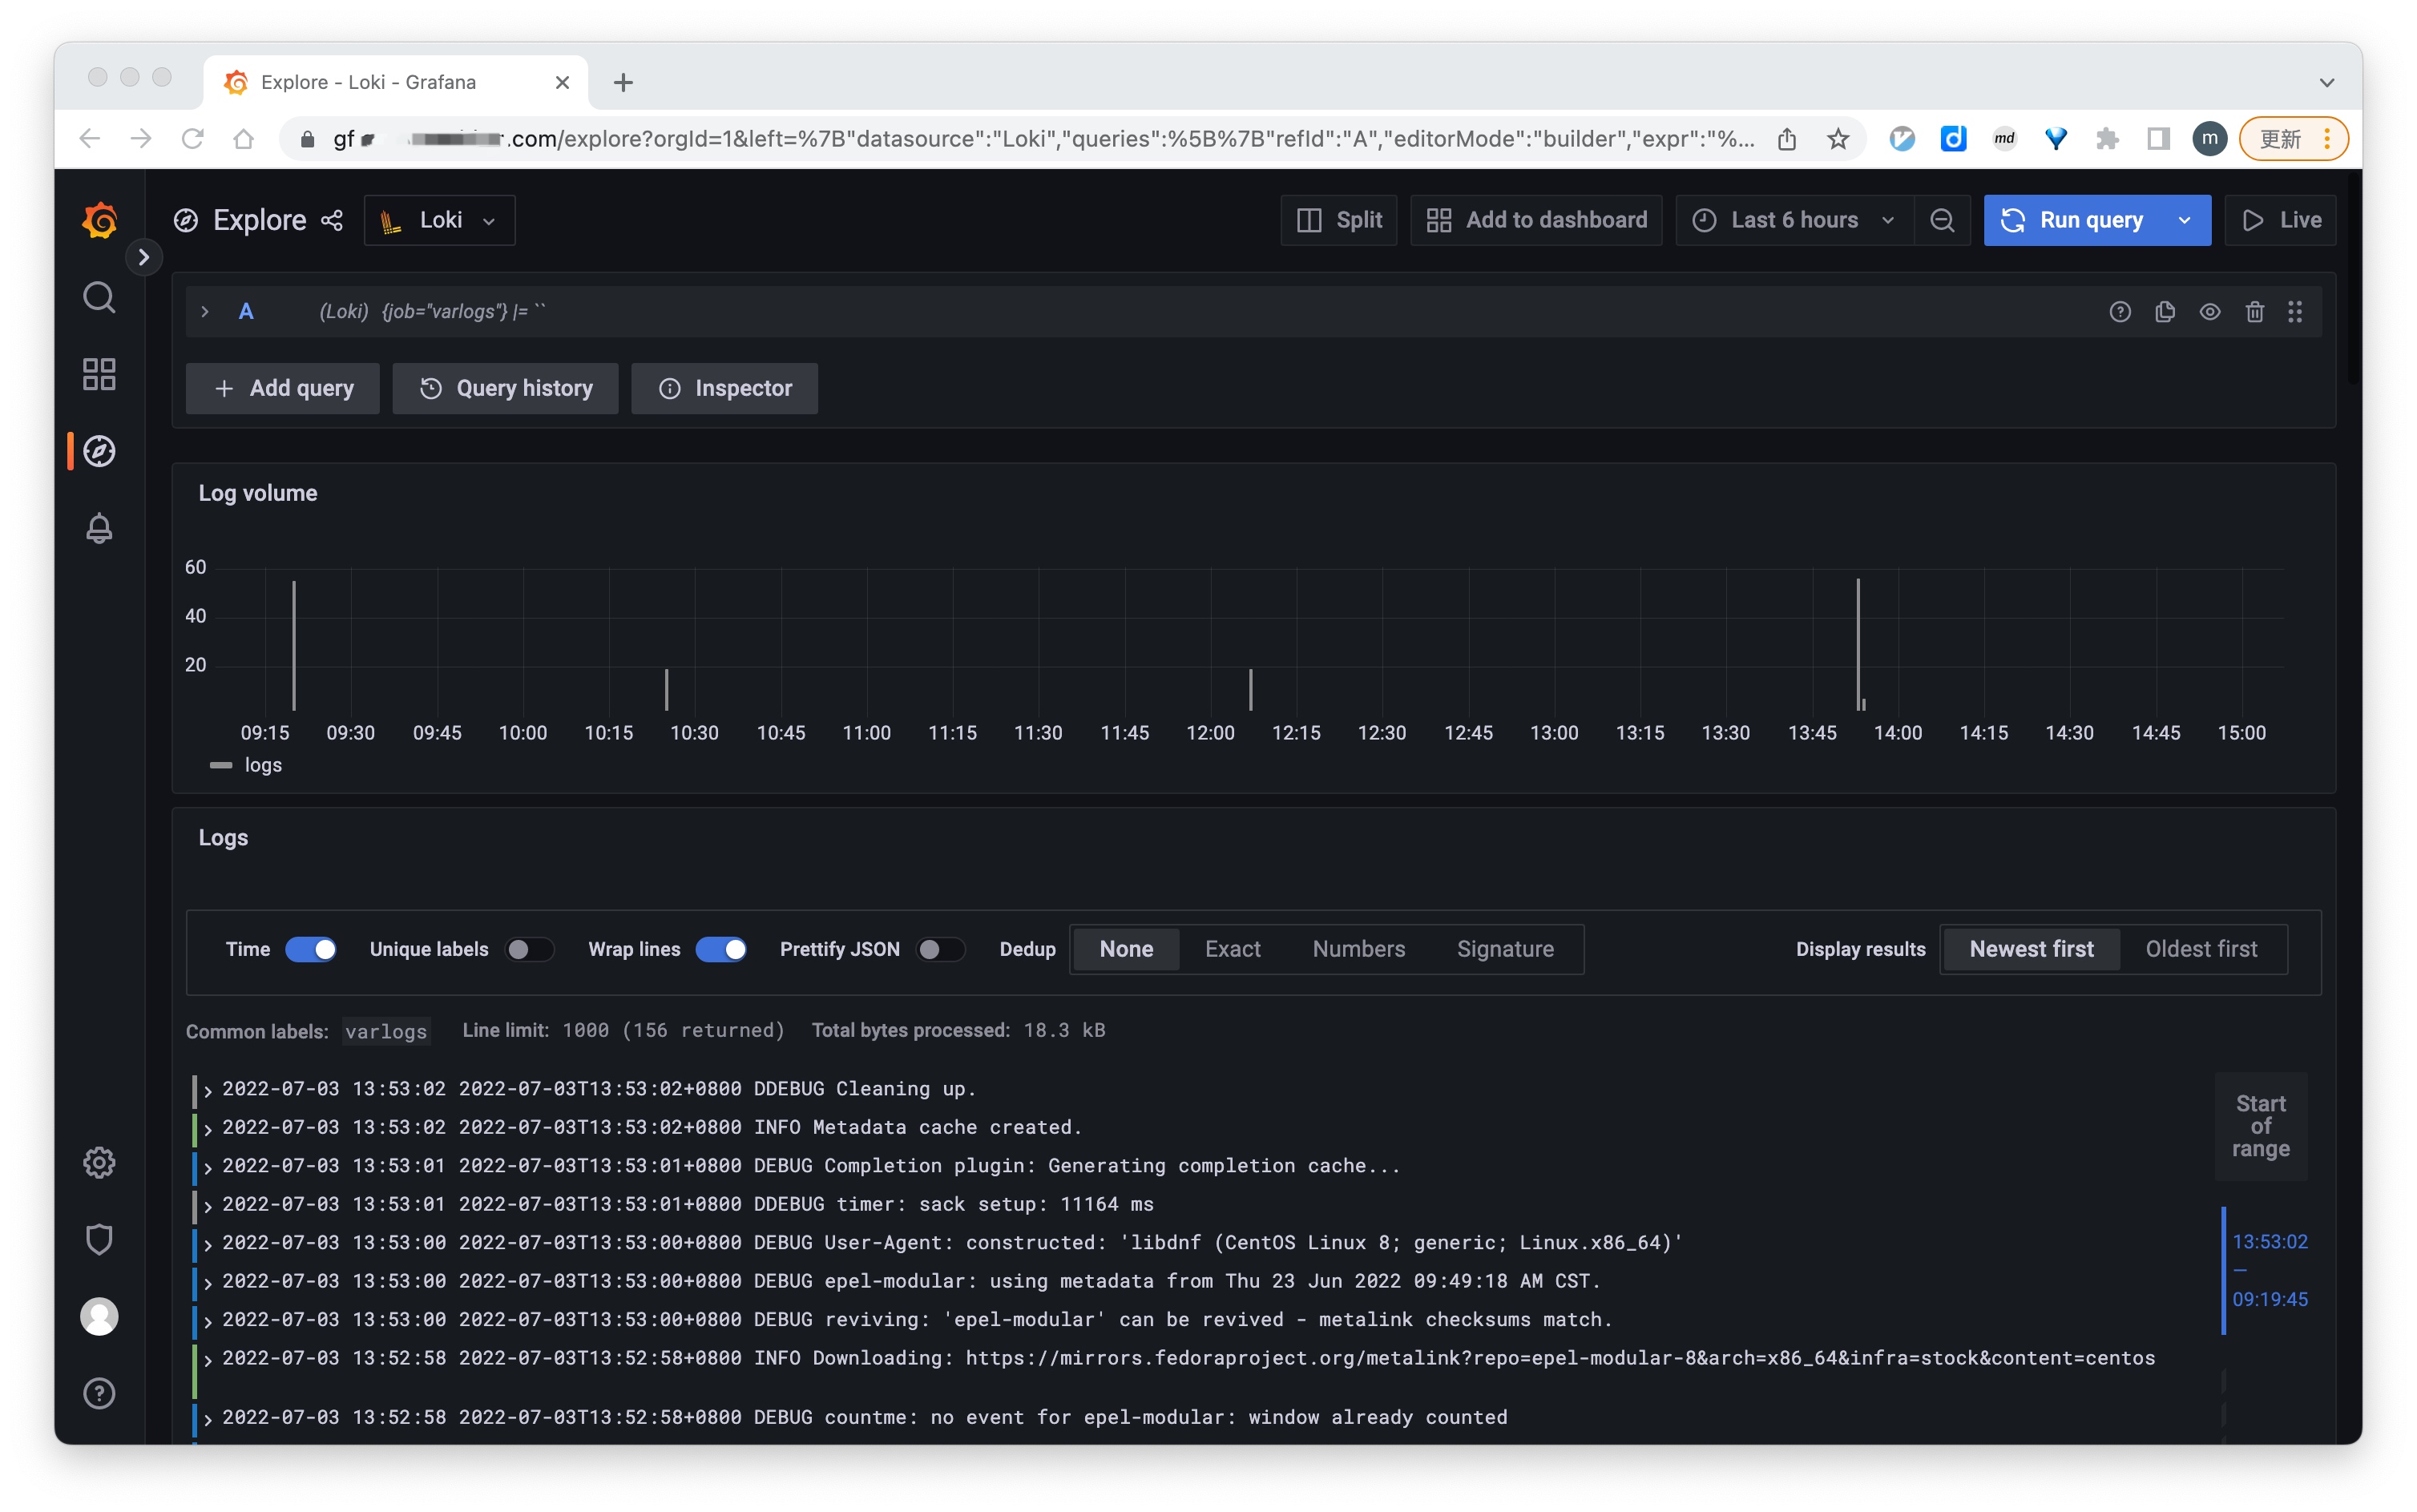 Explore - Loki - Grafana
gf .com/explore?orgId=1&left=%7B"datasource":"Loki","queries":%5B%7B"refId":"A","editorMode":"builder","expr":"%...
md
m
更新
Explore
Loki
Split
Add to dashboard
Last 6 hours
Run query
Live
A (Loki) {job="varlogs"} |= ``
Add query
Query history
Inspector
Log volume
60
40
20
09:15 09:30 09:45 10:00 10:15 10:30 10:45 11:00 11:15 11:30 11:45 12:00 12:15 12:30 12:45 13:00 13:15 13:30 13:45 14:00 14:15 14:30 14:45 15:00
logs
Logs
Time Unique labels Wrap lines Prettify JSON Dedup None Exact Numbers Signature Display results Newest first Oldest first
Common labels: varlogs Line limit: 1000 (156 returned) Total bytes processed: 18.3 kB
2022-07-03 13:53:02 2022-07-03T13:53:02+0800 DDEBUG Cleaning up.
2022-07-03 13:53:02 2022-07-03T13:53:02+0800 INFO Metadata cache created.
2022-07-03 13:53:01 2022-07-03T13:53:01+0800 DEBUG Completion plugin: Generating completion cache...
2022-07-03 13:53:01 2022-07-03T13:53:01+0800 DDEBUG timer: sack setup: 11164 ms
2022-07-03 13:53:00 2022-07-03T13:53:00+0800 DEBUG User-Agent: constructed: 'libdnf (CentOS Linux 8; generic; Linux.x86_64)'
2022-07-03 13:53:00 2022-07-03T13:53:00+0800 DEBUG epel-modular: using metadata from Thu 23 Jun 2022 09:49:18 AM CST.
2022-07-03 13:53:00 2022-07-03T13:53:00+0800 DEBUG reviving: 'epel-modular' can be revived - metalink checksums match.
2022-07-03 13:52:58 2022-07-03T13:52:58+0800 INFO Downloading: https://mirrors.fedoraproject.org/metalink?repo=epel-modular-8&arch=x86_64&infra=stock&content=centos
2022-07-03 13:52:58 2022-07-03T13:52:58+0800 DEBUG countme: no event for epel-modular: window already counted
Start
of
range
13:53:02
—
09:19:45